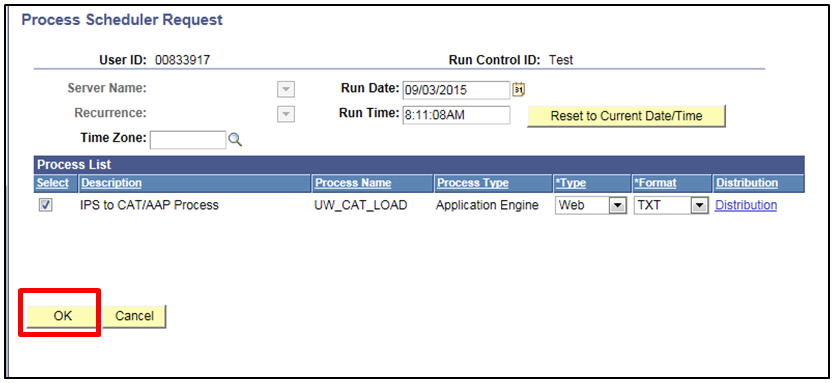 Process Scheduler Request
User ID: 00833917 Run Control ID: Test
Server Name: Run Date: 09/03/2015 31
Recurrence: Run Time: 8:11:08AM Reset to Current Date/Time
Time Zone:
Process List
Select Description Process Name Process Type *Type *Format Distribution
IPS to CAT/AAP Process UW_CAT_LOAD Application Engine Web TXT Distribution
OK Cancel